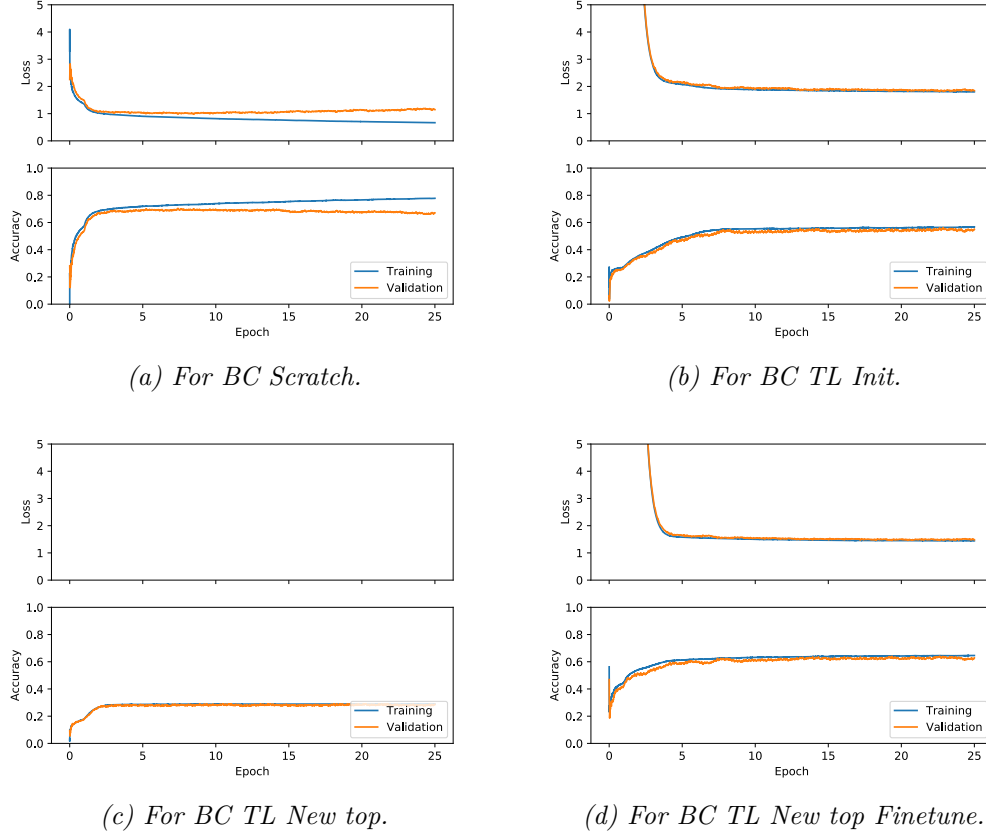 5
4
3
2
1
0
Loss
1.0
0.8
0.6
0.4
0.2
0.0
Accuracy
Training
Validation
0 5 10 15 20 25
Epoch
(a) For BC Scratch.
5
4
3
2
1
0
Loss
1.0
0.8
0.6
0.4
0.2
0.0
Accuracy
Training
Validation
0 5 10 15 20 25
Epoch
(b) For BC TL Init.
5
4
3
2
1
0
Loss
1.0
0.8
0.6
0.4
0.2
0.0
Accuracy
Training
Validation
0 5 10 15 20 25
Epoch
(c) For BC TL New top.
5
4
3
2
1
0
Loss
1.0
0.8
0.6
0.4
0.2
0.0
Accuracy
Training
Validation
0 5 10 15 20 25
Epoch
(d) For BC TL New top Finetune.